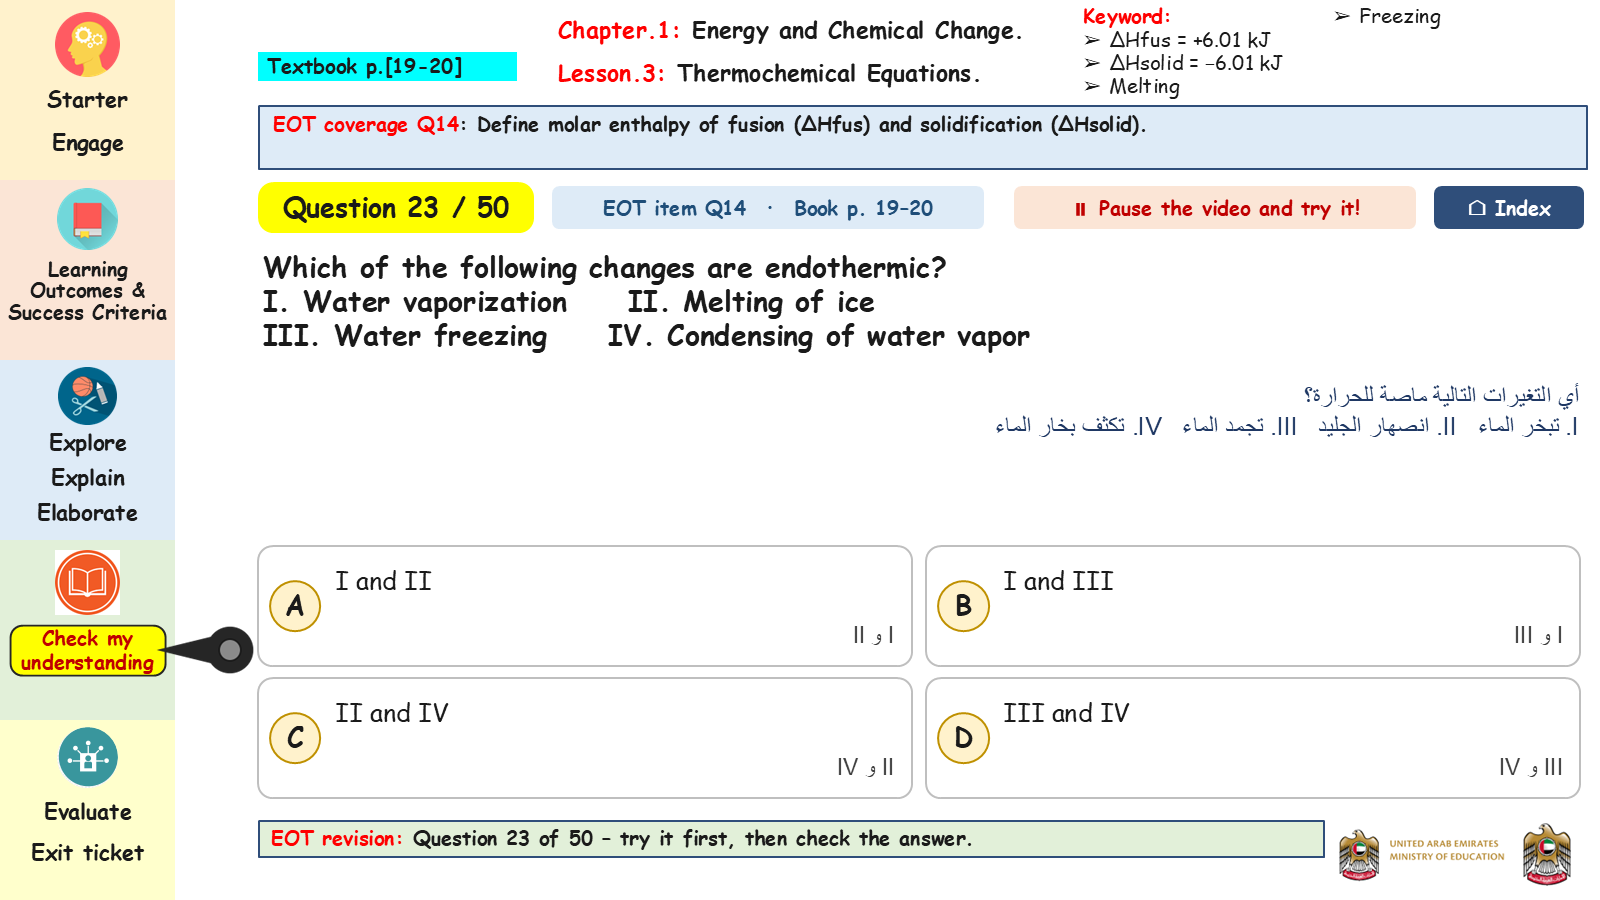 Starter
Engage
Learning
Outcomes &
Success Criteria
Explore
Explain
Elaborate
Check my
understanding
Evaluate
Exit ticket
Textbook p.[19-20]
Chapter.1: Energy and Chemical Change.
Lesson.3: Thermochemical Equations.
Keyword:
➢ ΔHfus = +6.01 kJ
➢ ΔHsolid = −6.01 kJ
➢ Melting
➢ Freezing
EOT coverage Q14: Define molar enthalpy of fusion (ΔHfus) and solidification (ΔHsolid).
Question 23 / 50
EOT item Q14 · Book p. 19–20
⏸ Pause the video and try it!
⌂ Index
Which of the following changes are endothermic?
I. Water vaporization II. Melting of ice
III. Water freezing IV. Condensing of water vapor
أي التغيرات التالية ماصة للحرارة؟
I. تبخر الماء II. انصهار الجليد III. تجمد الماء IV. تكثف بخار الماء
A
I and II
I و II
B
I and III
I و III
C
II and IV
II و IV
D
III and IV
III و IV
EOT revision: Question 23 of 50 – try it first, then check the answer.
UNITED ARAB EMIRATES
MINISTRY OF EDUCATION